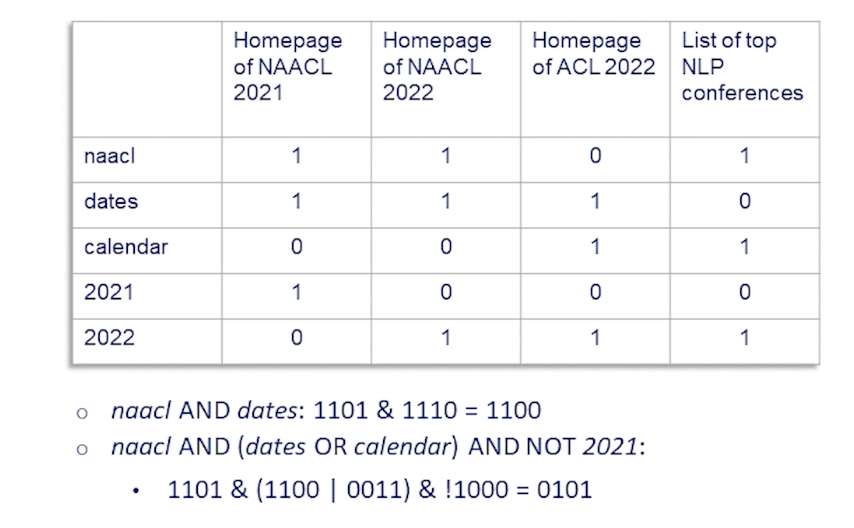 Homepage of NAACL 2021 Homepage of NAACL 2022 Homepage of ACL 2022 List of top NLP conferences
naacl 1 1 0 1
dates 1 1 1 0
calendar 0 0 1 1
2021 1 0 0 0
2022 0 1 1 1
○ naacl AND dates: 1101 & 1110 = 1100
○ naacl AND (dates OR calendar) AND NOT 2021:
• 1101 & (1100 | 0011) & !1000 = 0101